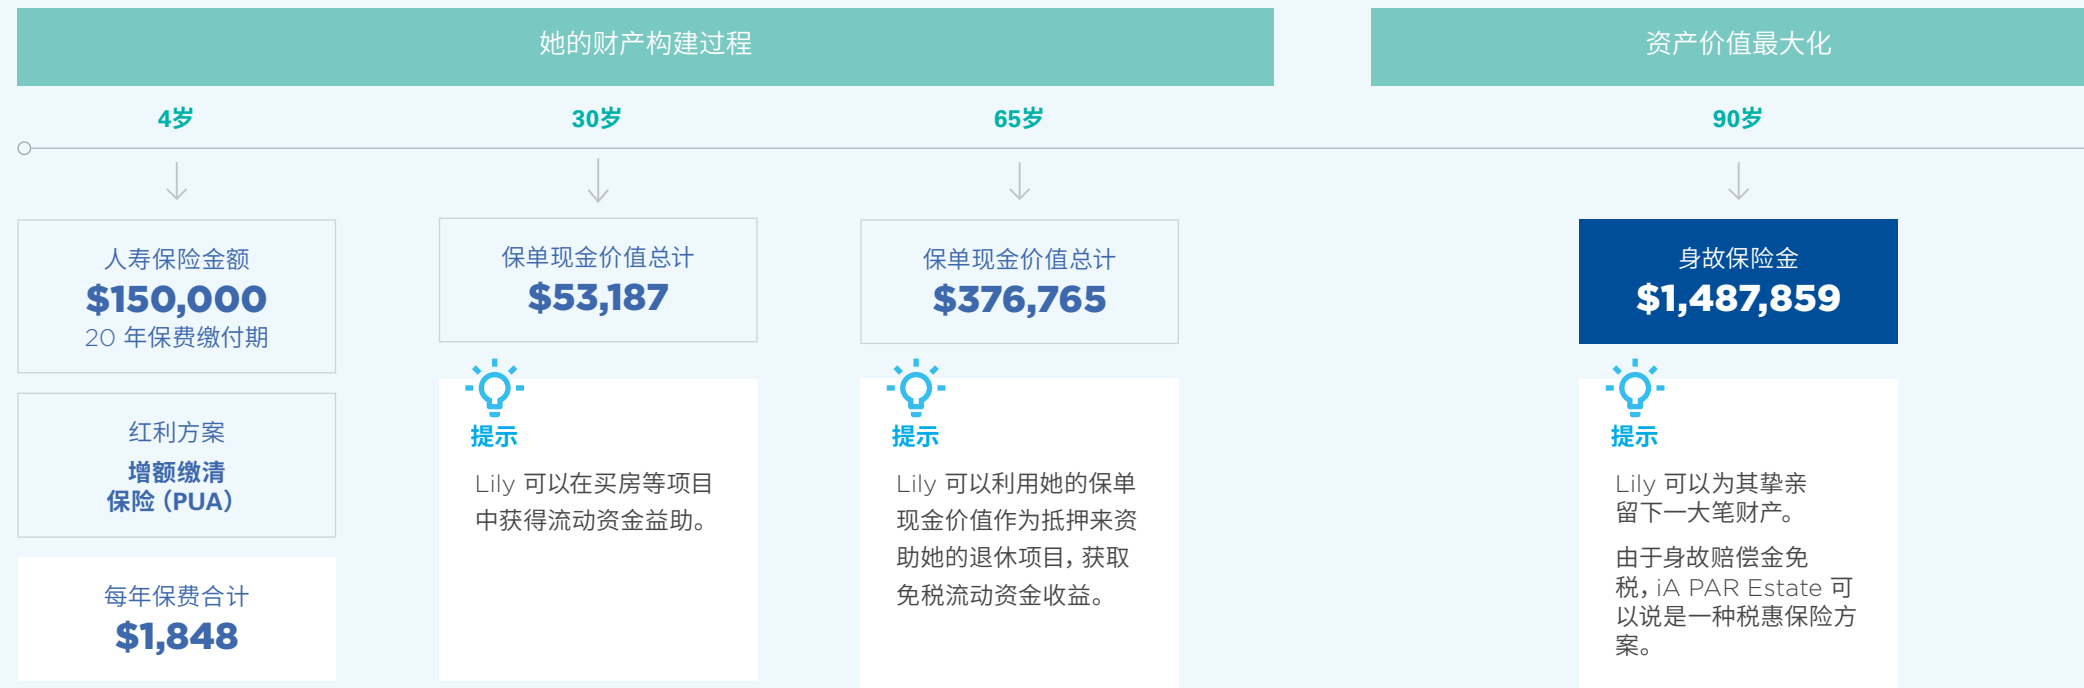 她的财产构建过程
资产价值最大化
4岁
30岁
65岁
90岁
人寿保险金额
$150,000
20 年保费缴付期
红利方案
增额缴清
保险（PUA）
每年保费合计
$1,848
保单现金价值总计
$53,187
提示
Lily 可以在买房等项目
中获得流动资金益助。
保单现金价值总计
$376,765
提示
Lily 可以利用她的保单
现金价值作为抵押来资
助她的退休项目，获取
免税流动资金收益。
身故保险金
$1,487,859
提示
Lily 可以为其挚亲
留下一大笔财产。
由于身故赔偿金免
税，iA PAR Estate 可
以说是一种税惠保险方
案。